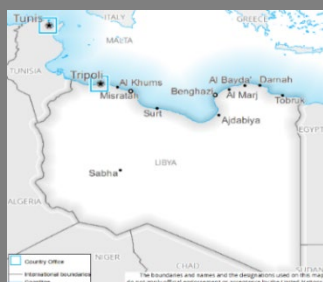 Tunis
ITALY
GREECE
MALTA
TUNISIA
Tripoli
Al Khums
Misratah
Surt
Benghazi
Al Bayda'
Darnah
Al Marj
Tobruk
Ajdabiya
EGYPT
LIBYA
Sabha
ALGERIA
NIGER
CHAD
Country Office
International boundaries
The boundaries and names and the designations used on this map